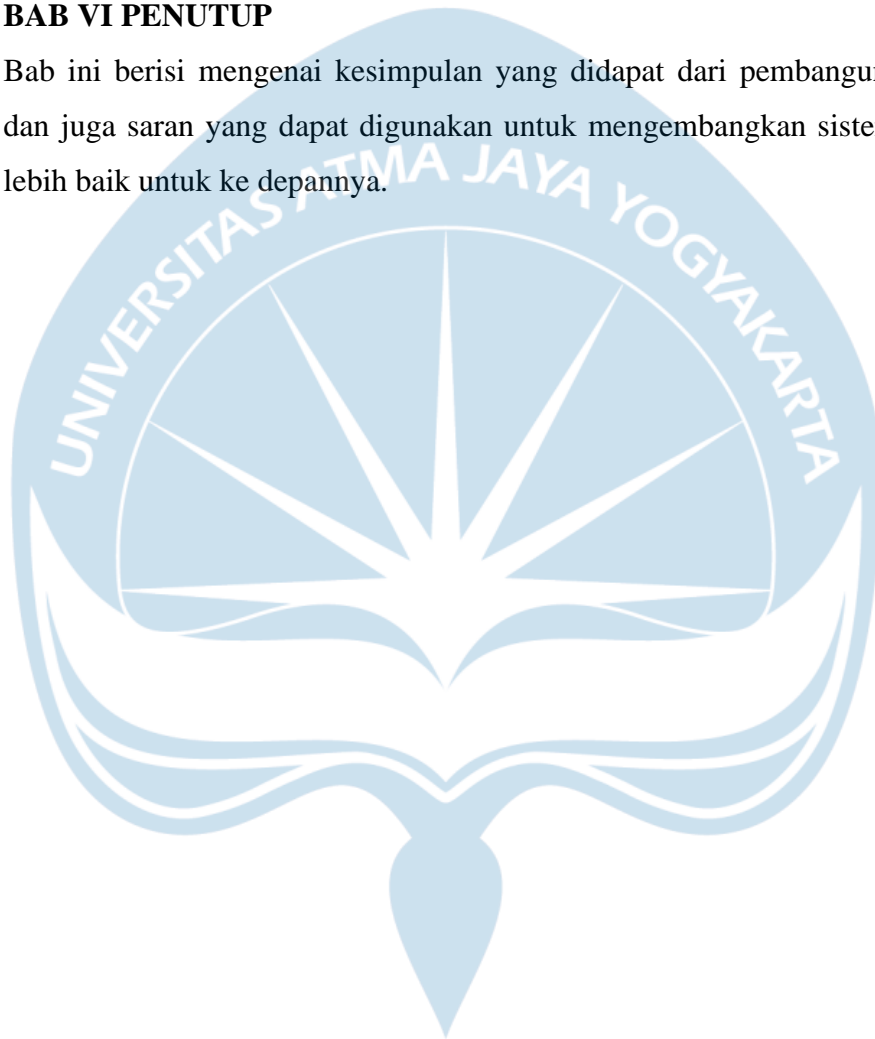 BAB VI PENUTUP
Bab ini berisi mengenai kesimpulan yang didapat dari
dan juga saran yang dapat digunakan untuk mengembangkan
lebih baik untuk ke depannya.
UNIVERSITAS ATMA JAYA YOGYAKARTA